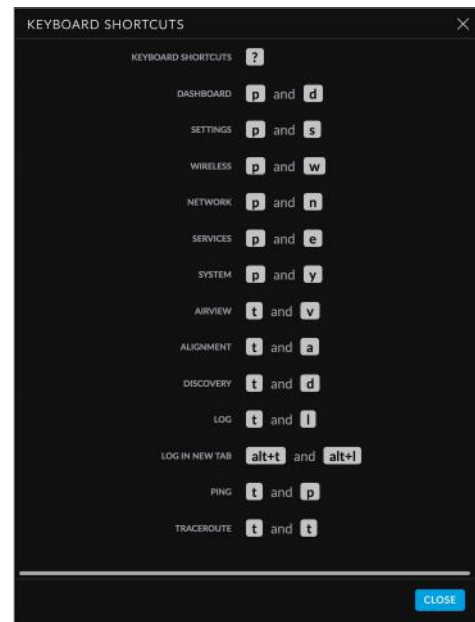 KEYBOARD SHORTCUTS
KEYBOARD SHORTCUTS ?
DASHBOARD p and d
SETTINGS p and s
WIRELESS p and w
NETWORK p and n
SERVICES p and e
SYSTEM p and y
AIRVIEW t and v
ALIGNMENT t and a
DISCOVERY t and d
LOG t and l
LOG IN NEW TAB alt+t and alt+l
PING t and p
TRACEROUTE t and t
CLOSE